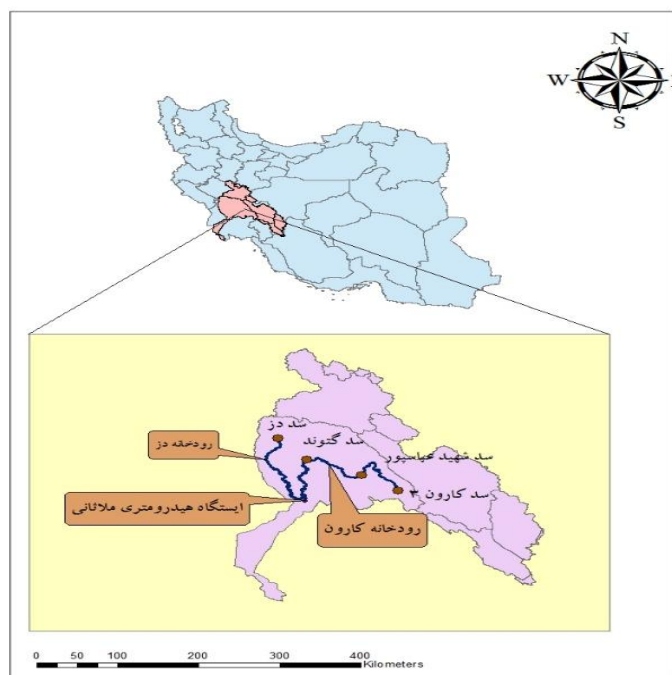 N
W
S
سد دز
سد گتوند
رودخانه دز
سد شهید عباسپور
سد کارون ۳
ایستگاه هیدرومتری ملاثانی
رودخانه کارون
0 25 50 100 200 300 400
Kilometers